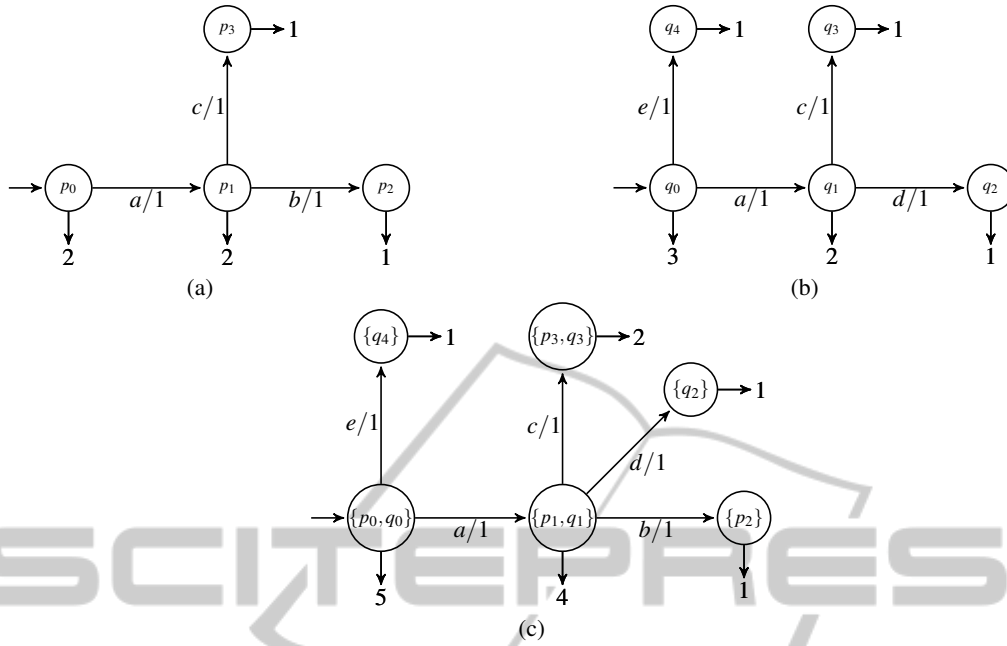 p3 1
c/1
p0 a/1 p1 b/1 p2
2 2 1
(a)
q4 1 q3 1
e/1 c/1
q0 a/1 q1 d/1 q2
3 2 1
(b)
{q4} 1 {p3,q3} 2
{q2} 1
e/1 c/1
d/1
{p0,q0} a/1 {p1,q1} b/1 {p2}
5 4 1
(c)
SCITEPRES